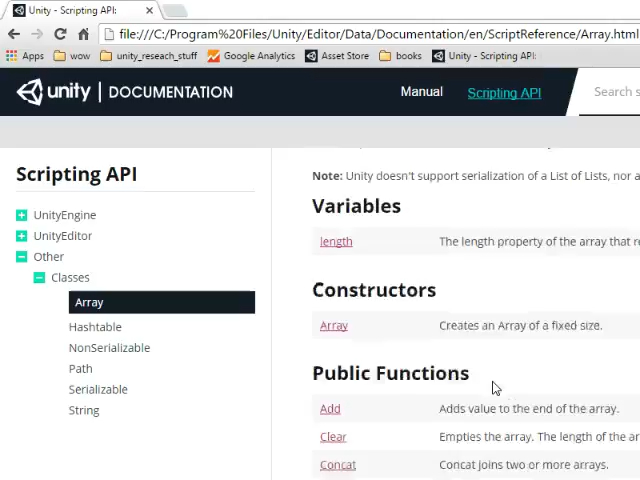 Unity - Scripting API:
file:///C:/Program%20Files/Unity/Editor/Data/Documentation/en/ScriptReference/Array.html
Apps wow unity_reseach_stuff Google Analytics Asset Store books Unity - Scripting API:
unity | DOCUMENTATION Manual Scripting API Search s
Scripting API
UnityEngine
UnityEditor
Other
Classes
Array
Hashtable
NonSerializable
Path
Serializable
String
Note: Unity doesn't support serialization of a List of Lists, nor a
Variables
length The length property of the array that re
Constructors
Array Creates an Array of a fixed size.
Public Functions
Add Adds value to the end of the array.
Clear Empties the array. The length of the ar
Concat Concat joins two or more arrays.